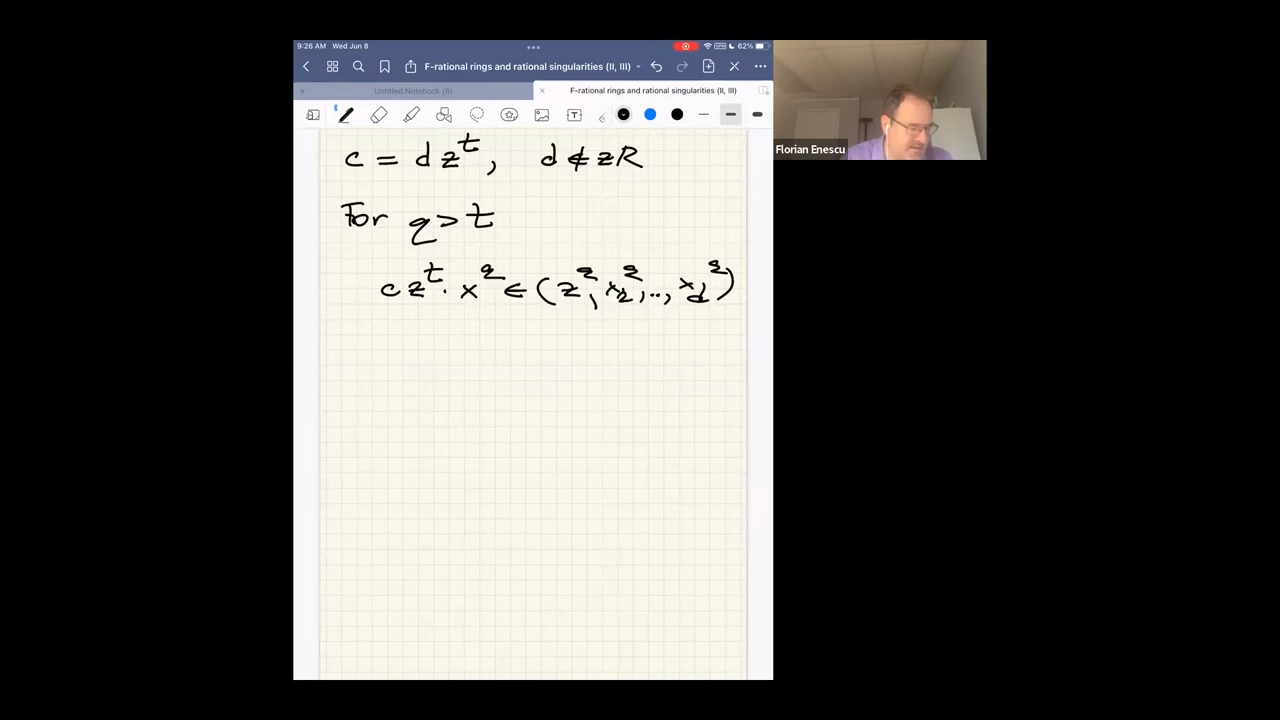 9:26 AM Wed Jun 8
62%
F-rational rings and rational singularities (II, III)
Untitled Notebook (8)
F-rational rings and rational singularities (II, III)
c = d z^t, d ∉ zR
For q > t
c z^t · x^q ∈ (z^q, x_2^q, .., x_d^q)
Florian Enescu